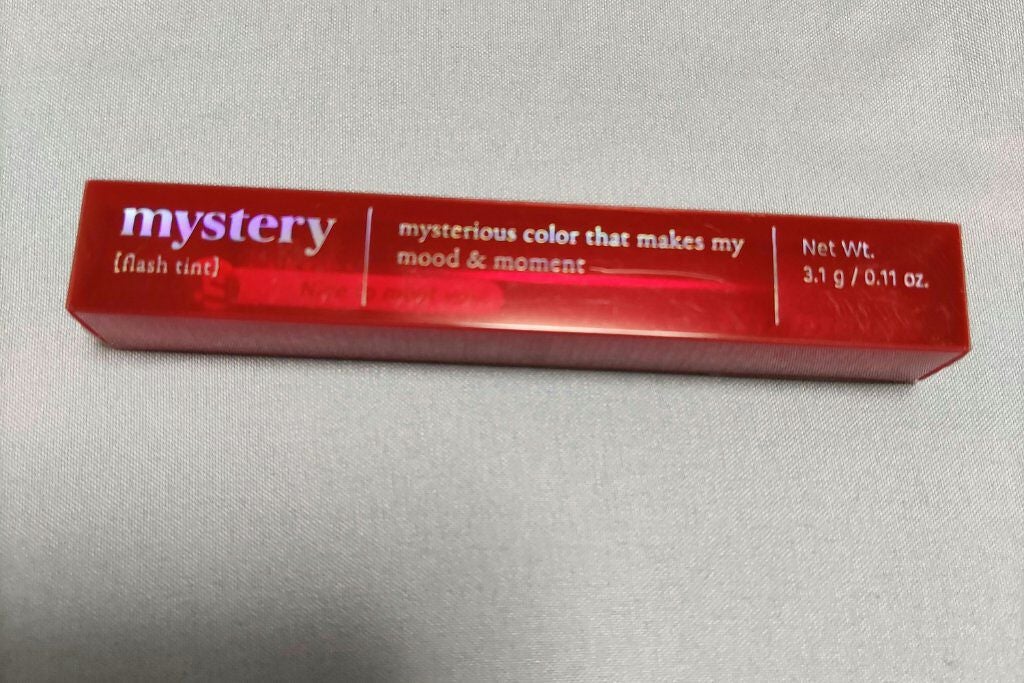 mystery
{flash tint}
mysterious color that makes my
mood & moment
Net Wt.
3.1 g / 0.11 oz.